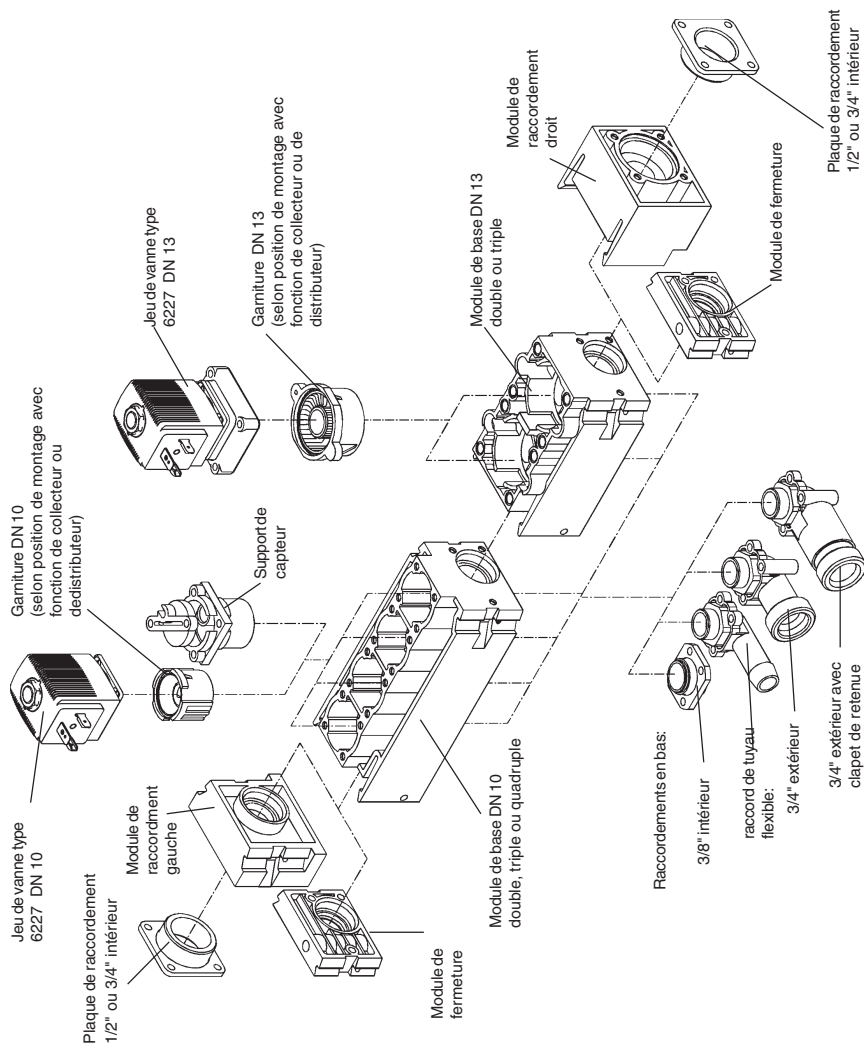 Jeu de vanne type
6227  DN 10
Garniture DN 10
(selon position de montage avec
fonction de collecteur ou
dedistributeur)
Support de
capteur
Jeu de vanne type
6227  DN 13
Garniture DN 13
(selon position de montage avec
fonction de collecteur ou de
distributeur)
Module de base DN 13
double ou triple
Module de
raccordement
droit
Plaque de raccordement
1/2" ou 3/4" intérieur
Module de fermeture
Plaque de raccordement
1/2" ou 3/4" intérieur
Module de
raccordment
gauche
Module de
fermeture
Module de base DN 10
double, triple ou quadruple
Raccordements en bas:
3/8" intérieur
raccord de tuyau
flexible:
3/4" extérieur
3/4" extérieur avec
clapet de retenue